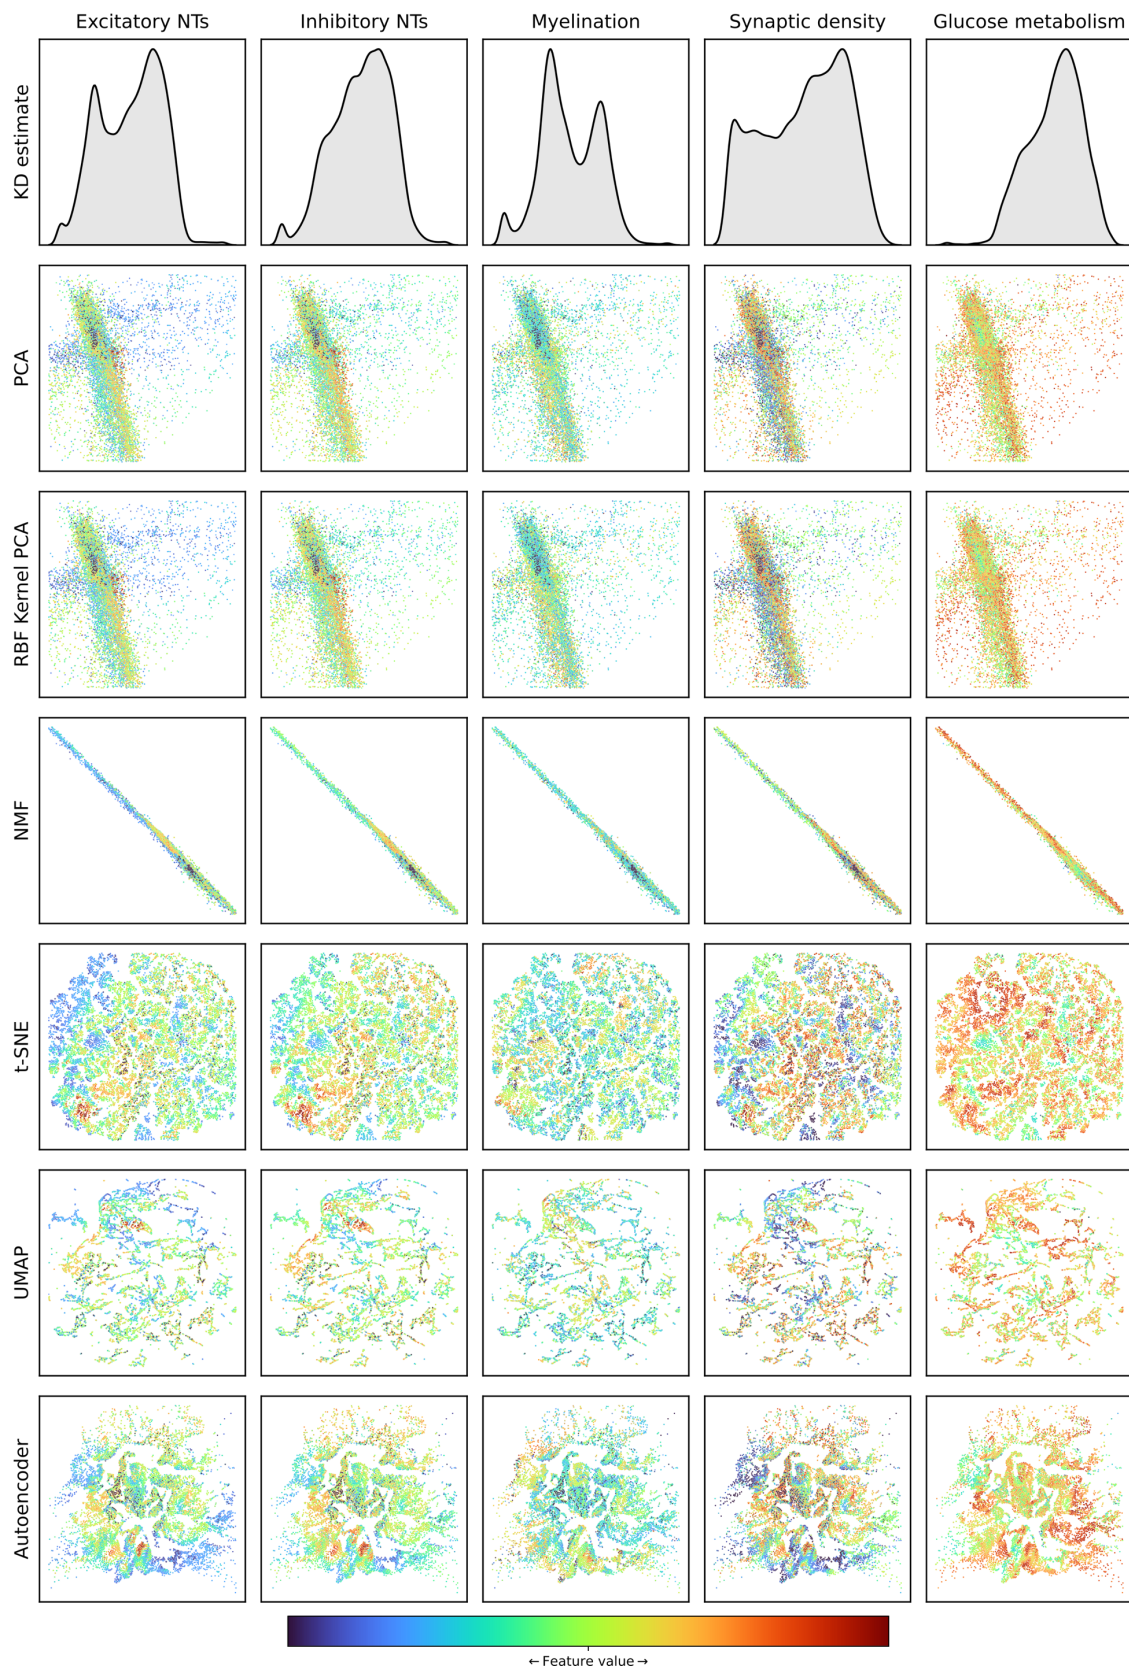 Excitatory NTs
Inhibitory NTs
Myelination
Synaptic density
Glucose metabolism
KD estimate
PCA
RBF Kernel PCA
NMF
t-SNE
UMAP
Autoencoder
←Feature value→